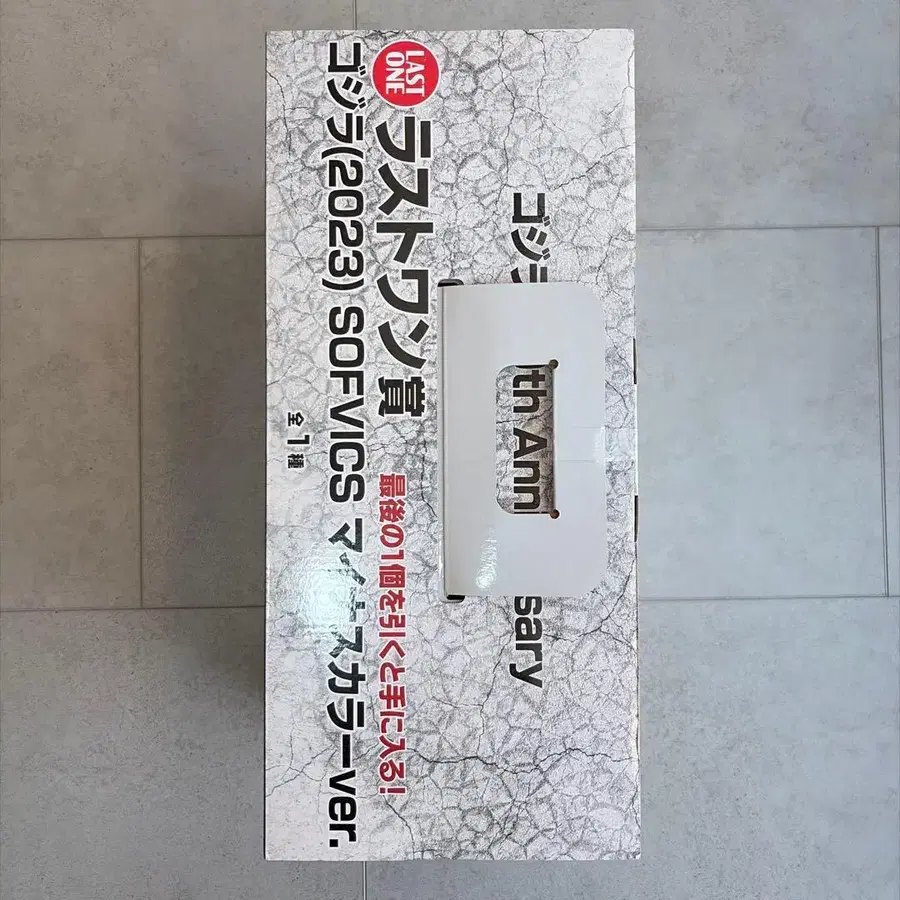 ゴジ
th Ann
sary
LAST
ONE
ラストワン賞
最後の1個を引くと手に入る!
ゴジラ(2023) SOFVICS マイナスカラーver.
全1種